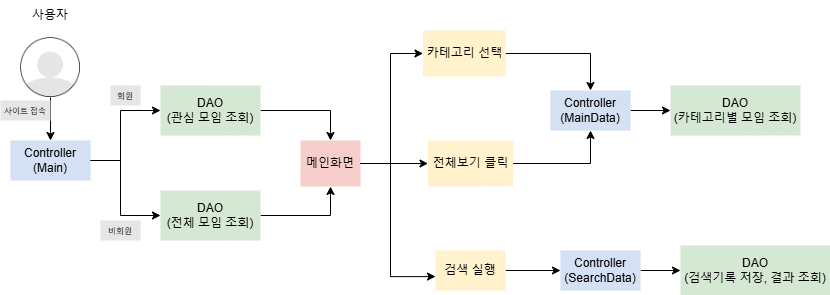 사용자
사이트 접속
Controller
(Main)
회원
DAO
(관심 모임 조회)
비회원
DAO
(전체 모임 조회)
메인화면
카테고리 선택
전체보기 클릭
Controller
(MainData)
DAO
(카테고리별 모임 조회)
검색 실행
Controller
(SearchData)
DAO
(검색기록 저장, 결과 조회)